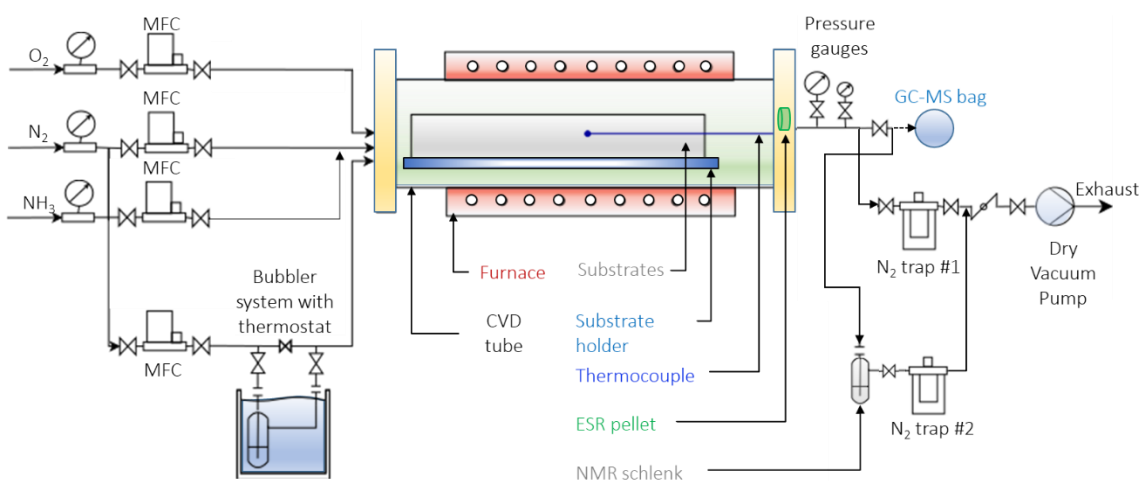 MFC
O2
MFC
N2
MFC
NH3
Bubbler
system with
thermostat
MFC
Furnace
Substrates
CVD
tube
Substrate
holder
Thermocouple
ESR pellet
NMR schlenk
Pressure
gauges
GC-MS bag
Exhaust
N2 trap #1
Dry
Vacuum
Pump
N2 trap #2